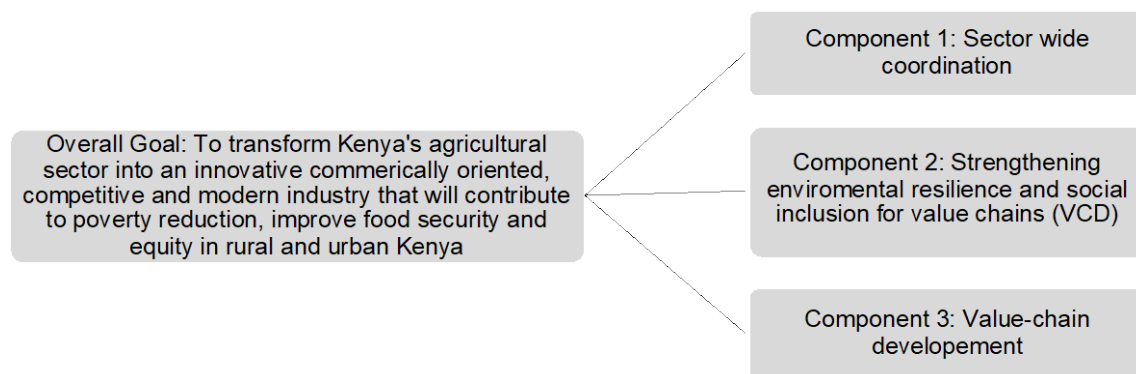 Overall Goal: To transform Kenya's agricultural
sector into an innovative commerically oriented,
competitive and modern industry that will contribute
to poverty reduction, improve food security and
equity in rural and urban Kenya
Component 1: Sector wide
coordination
Component 2: Strengthening
enviromental resilience and social
inclusion for value chains (VCD)
Component 3: Value-chain
developement